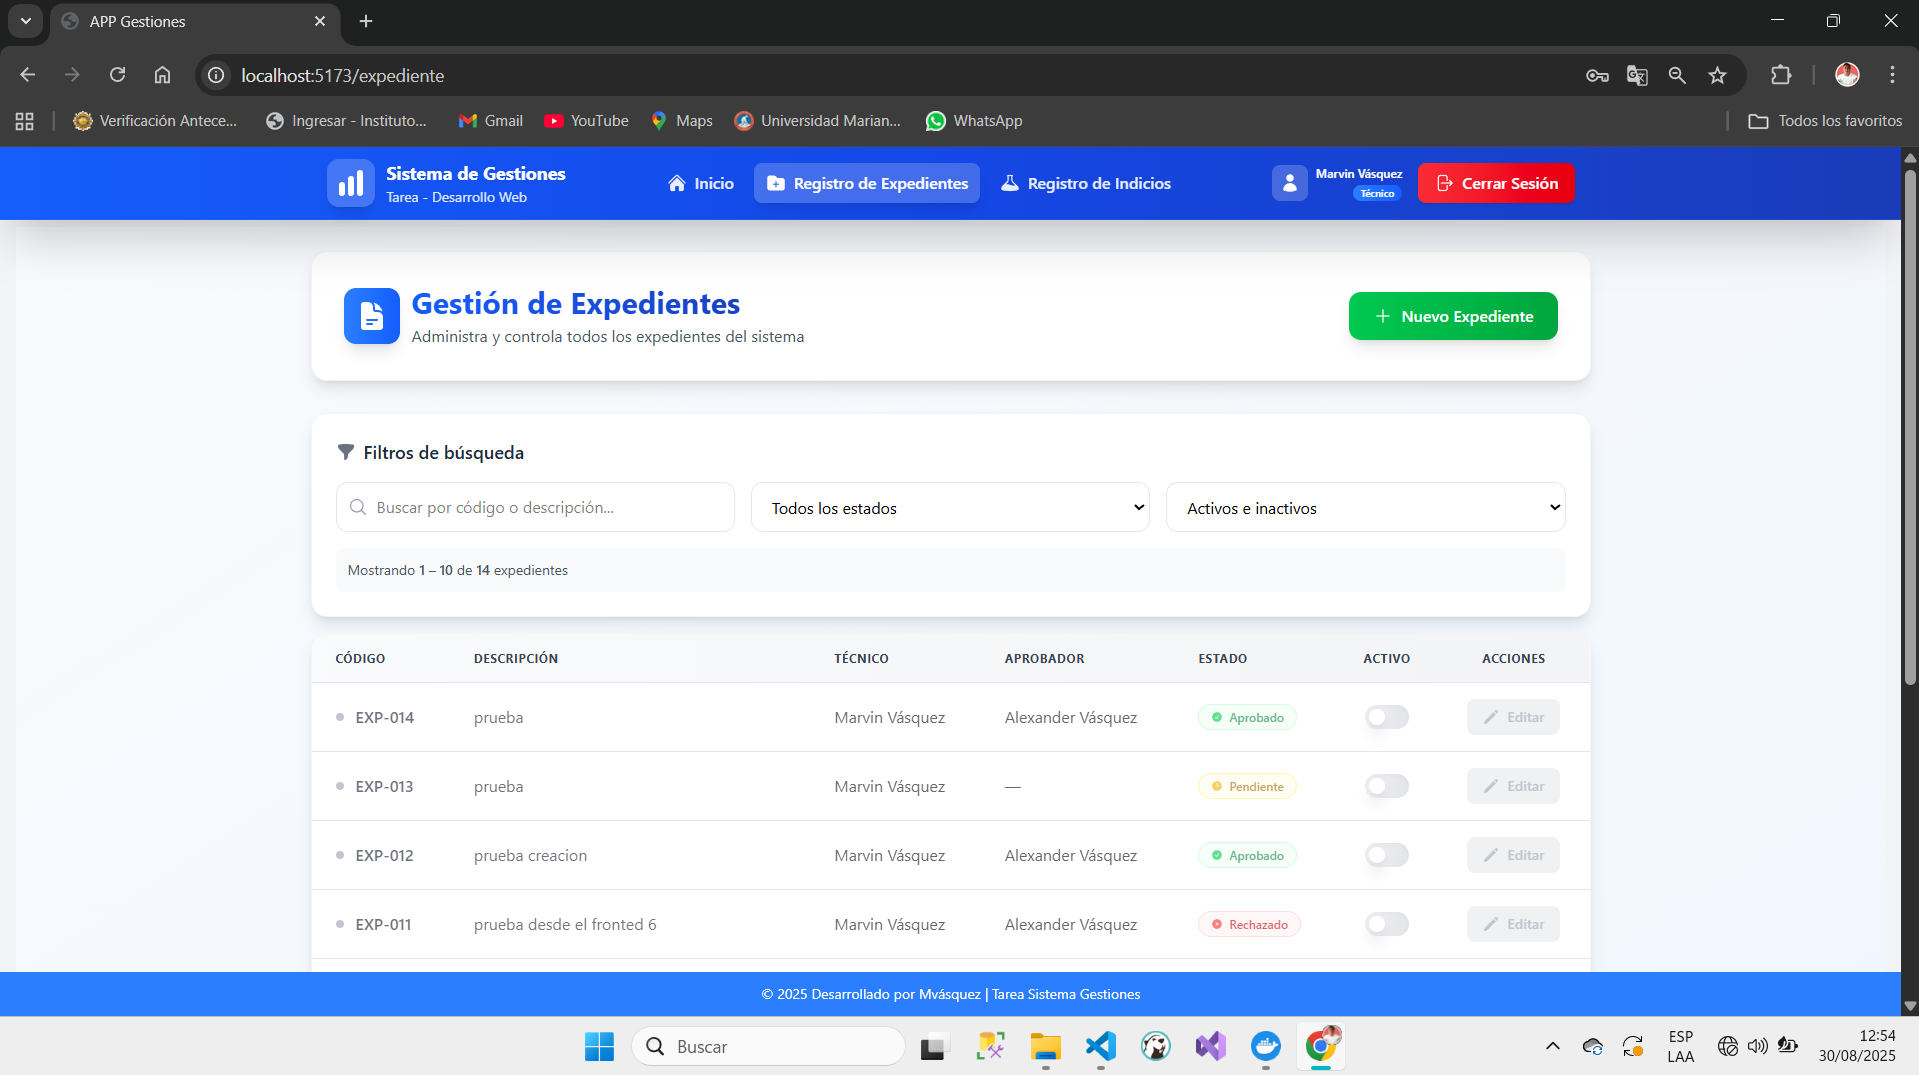 APP Gestiones
localhost:5173/expediente
Verificación Antece...
Ingresar - Instituto...
Gmail
YouTube
Maps
Universidad Marian...
WhatsApp
Todos los favoritos
Sistema de Gestiones
Tarea - Desarrollo Web
Inicio
Registro de Expedientes
Registro de Indicios
Marvin Vásquez
Técnico
Cerrar Sesión
Gestión de Expedientes
Administra y controla todos los expedientes del sistema
Nuevo Expediente
Filtros de búsqueda
Buscar por código o descripción...
Todos los estados
Activos e inactivos
Mostrando 1 – 10 de 14 expedientes
CÓDIGO DESCRIPCIÓN TÉCNICO APROBADOR ESTADO ACTIVO ACCIONES
EXP-014 prueba Marvin Vásquez Alexander Vásquez Aprobado Editar
EXP-013 prueba Marvin Vásquez — Pendiente Editar
EXP-012 prueba creacion Marvin Vásquez Alexander Vásquez Aprobado Editar
EXP-011 prueba desde el fronted 6 Marvin Vásquez Alexander Vásquez Rechazado Editar
© 2025 Desarrollado por Mvásquez | Tarea Sistema Gestiones
Buscar
ESP
LAA
12:54
30/08/2025